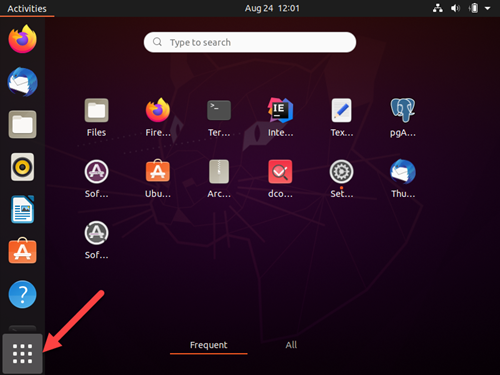 Activities
Aug 24 12:01
Type to search
Files
Fire...
Ter...
Inte...
Tex...
pgA...
Sof...
Ubu...
Arc...
dco...
Set...
Thu...
Sof...
Frequent
All